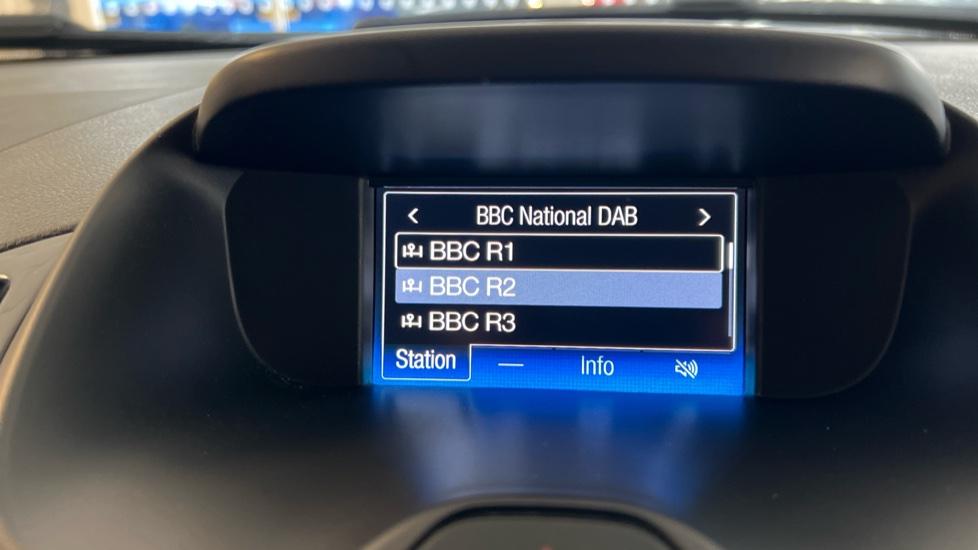 BBC National DAB
BBC R1
BBC R2
BBC R3
Station Info